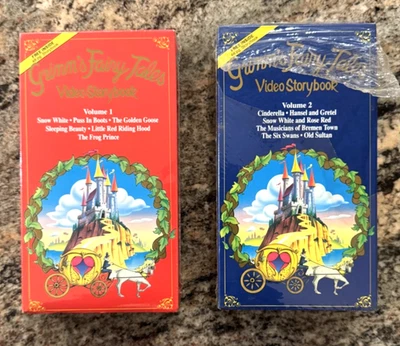 Grimm's Fairy Tales
Video Storybook
Volume 1
Snow White • Puss In Boots • The Golden Goose
Sleeping Beauty • Little Red Riding Hood
The Frog Prince
Grimm's Fairy Tales
Video Storybook
Volume 2
Cinderella • Hansel and Gretel
Snow White and Rose Red
The Musicians of Bremen Town
The Six Swans • Old Sultan